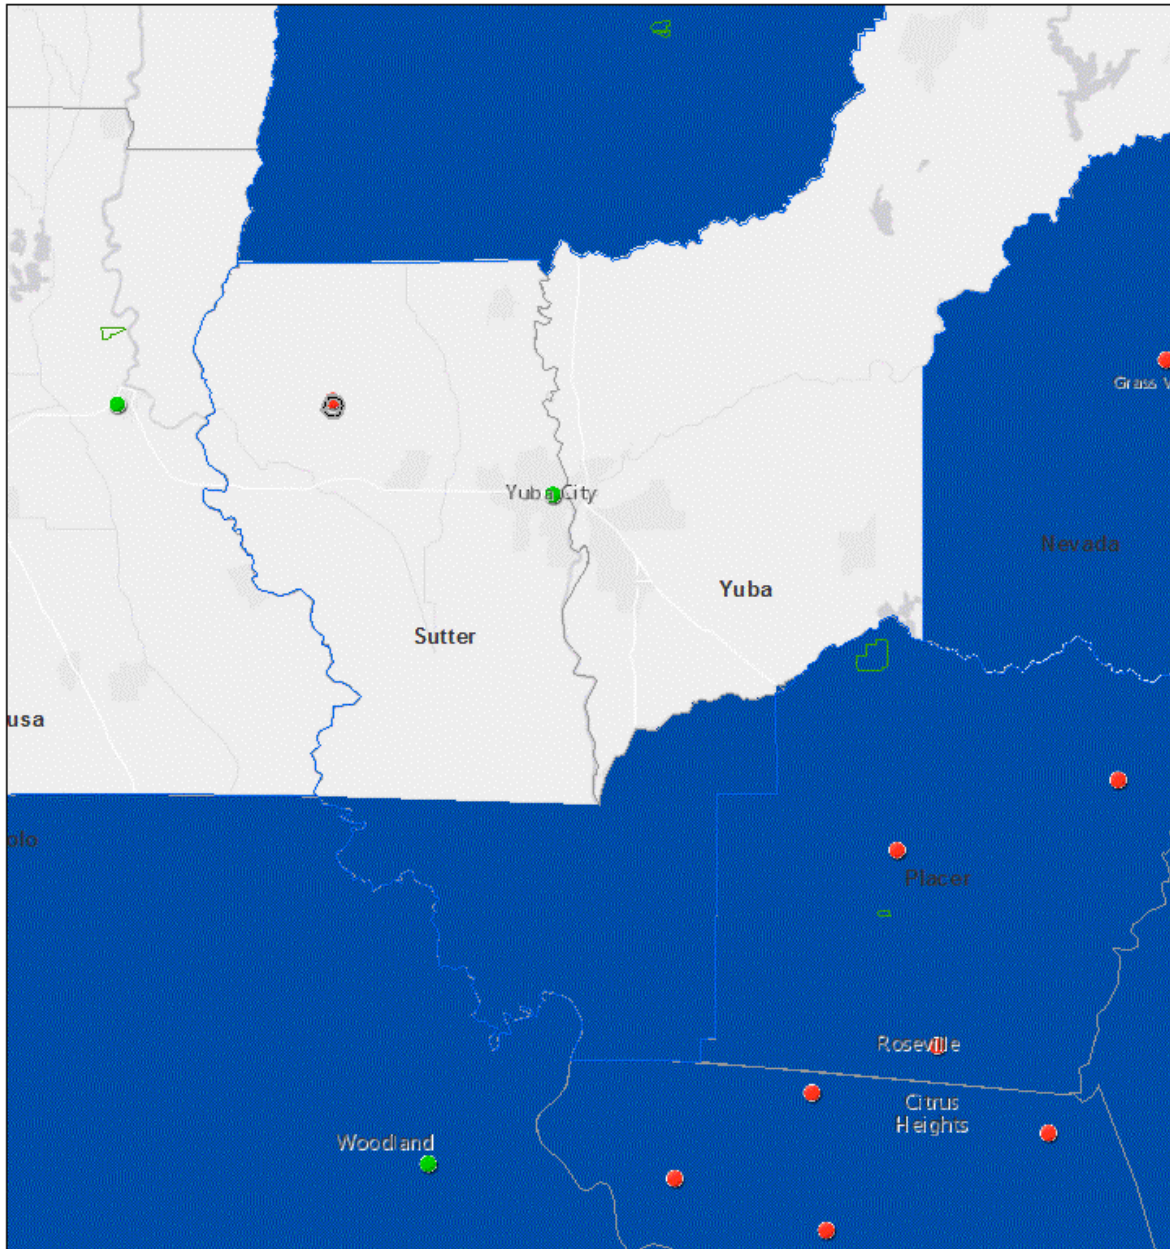 Grass V
Yuba City
Nevada
Yuba
Sutter
usa
olo
Placer
Roseville
Citrus
Heights
Woodland